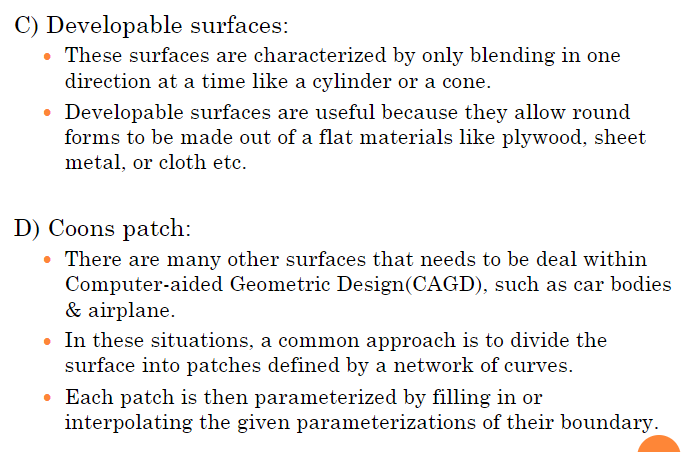 C) Developable surfaces:
These surfaces are characterized by only blending in one
direction at a time like a cylinder or a cone.
Developable surfaces are useful because they allow round
forms to be made out of a flat materials like plywood, sheet
metal, or cloth etc.
D) Coons patch:
There are many other surfaces that needs to be deal within
Computer-aided Geometric Design(CAGD), such as car bodies
& airplane.
In these situations, a common approach is to divide the
surface into patches defined by a network of curves.
Each patch is then parameterized by filling in or
interpolating the given parameterizations of their boundary.